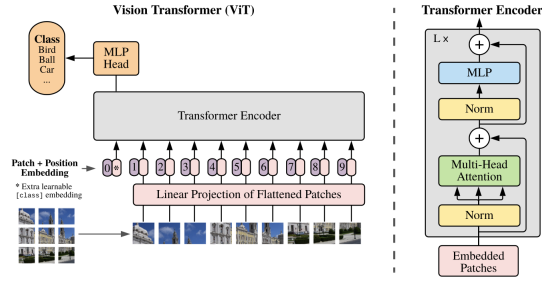 Vision Transformer (ViT)
Class
Bird
Ball
Car
...
MLP
Head
Transformer Encoder
Patch + Position
Embedding
0 * 1 2 3 4 5 6 7 8 9
* Extra learnable
[class] embedding
Linear Projection of Flattened Patches
Transformer Encoder
L ×
+
MLP
Norm
+
Multi-Head
Attention
Norm
Embedded
Patches